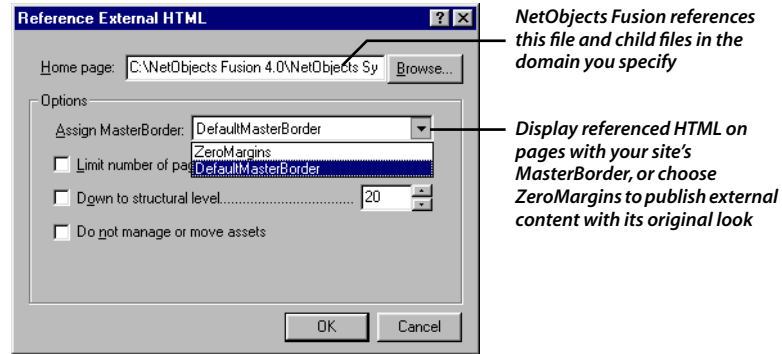 Reference External HTML
NetObjects Fusion references
this file and child files in the
domain you specify
Home page: C:\NetObjects Fusion 4.0\NetObjects Sy Browse...
Options
Assign MasterBorder: DefaultMasterBorder
ZeroMargins
DefaultMasterBorder
Display referenced HTML on
pages with your site's
MasterBorder, or choose
ZeroMargins to publish external
content with its original look
Limit number of pag
Down to structural level................................ 20
Do not manage or move assets
OK Cancel